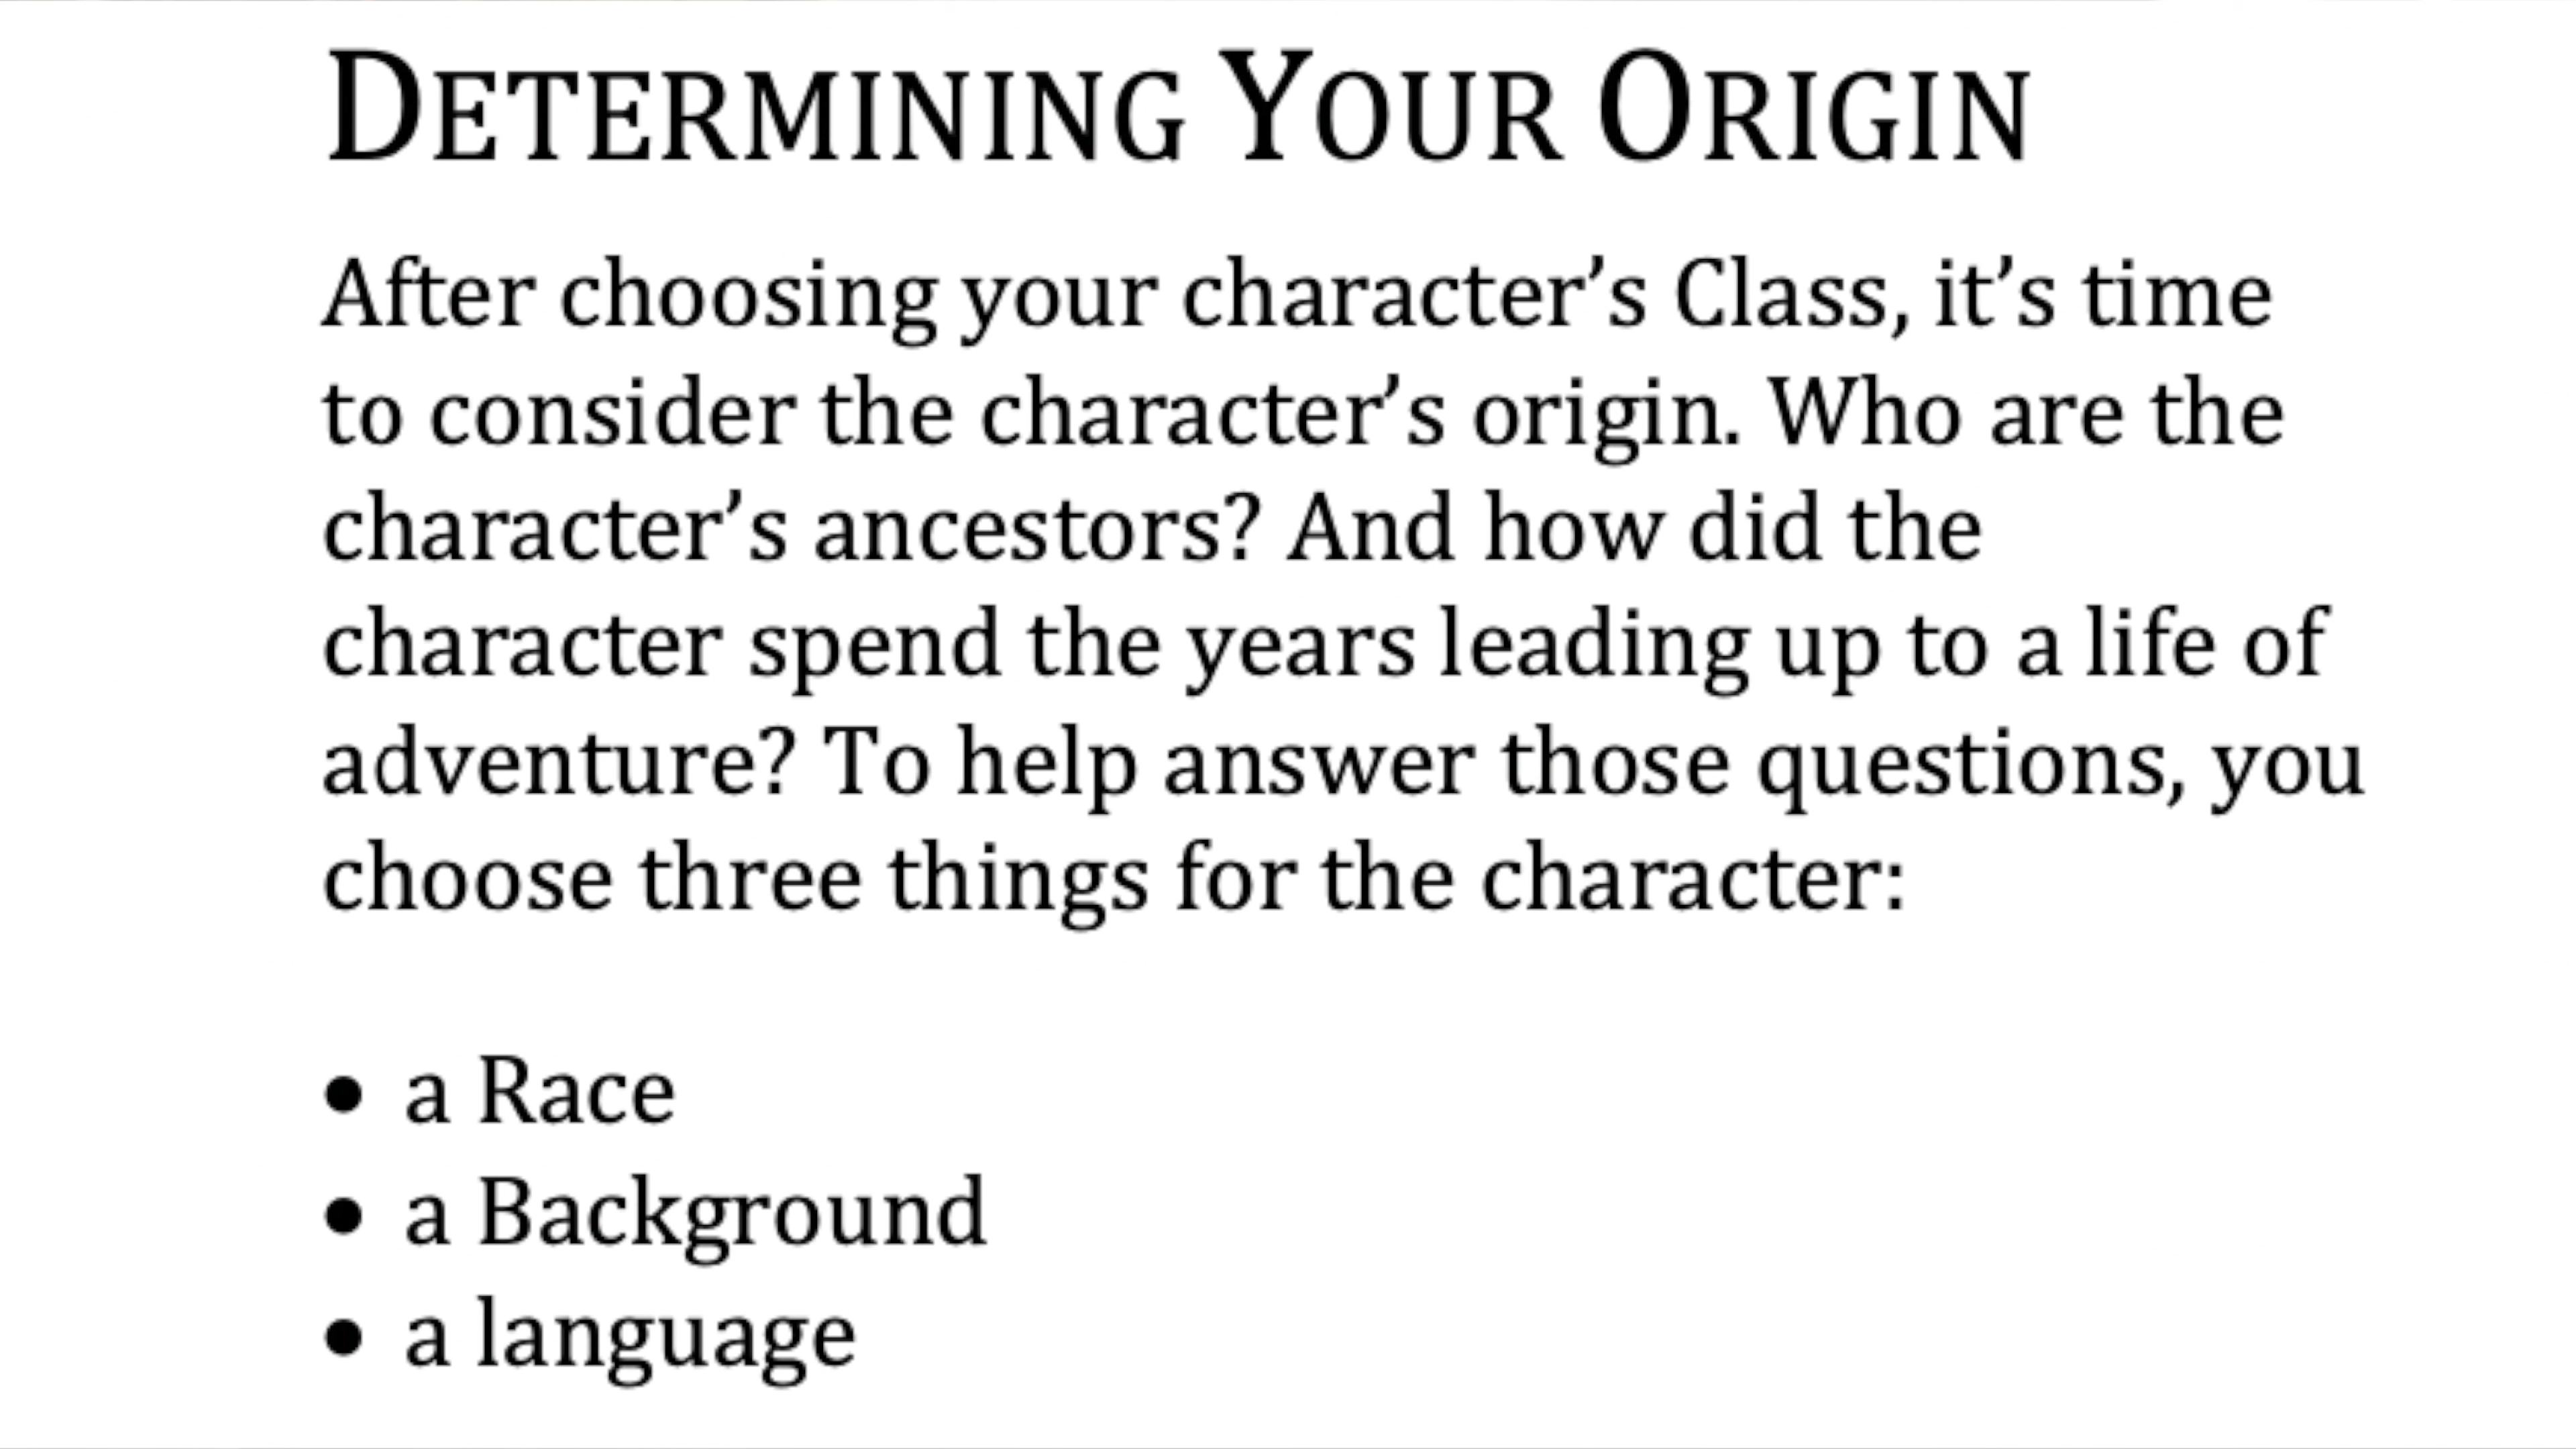 DETERMINING YOUR ORIGIN
After choosing your character’s Class, it’s time
to consider the character’s origin. Who are the
character’s ancestors? And how did the
character spend the years leading up to a life of
adventure? To help answer those questions, you
choose three things for the character:
• a Race
• a Background
• a language